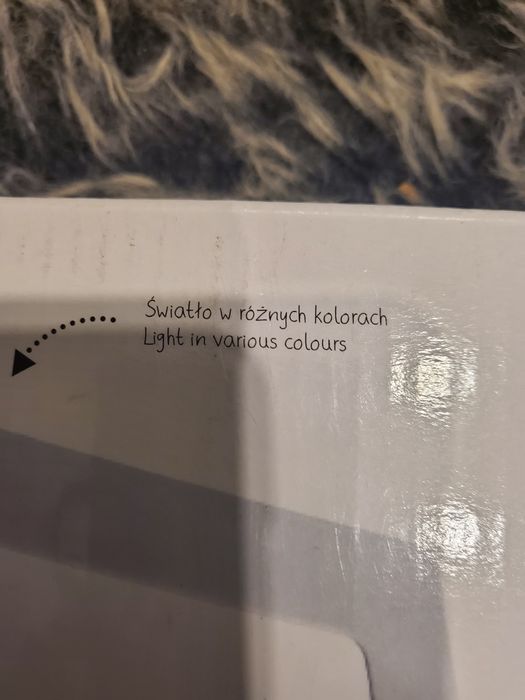 Światło w różnych kolorach
Light in various colours